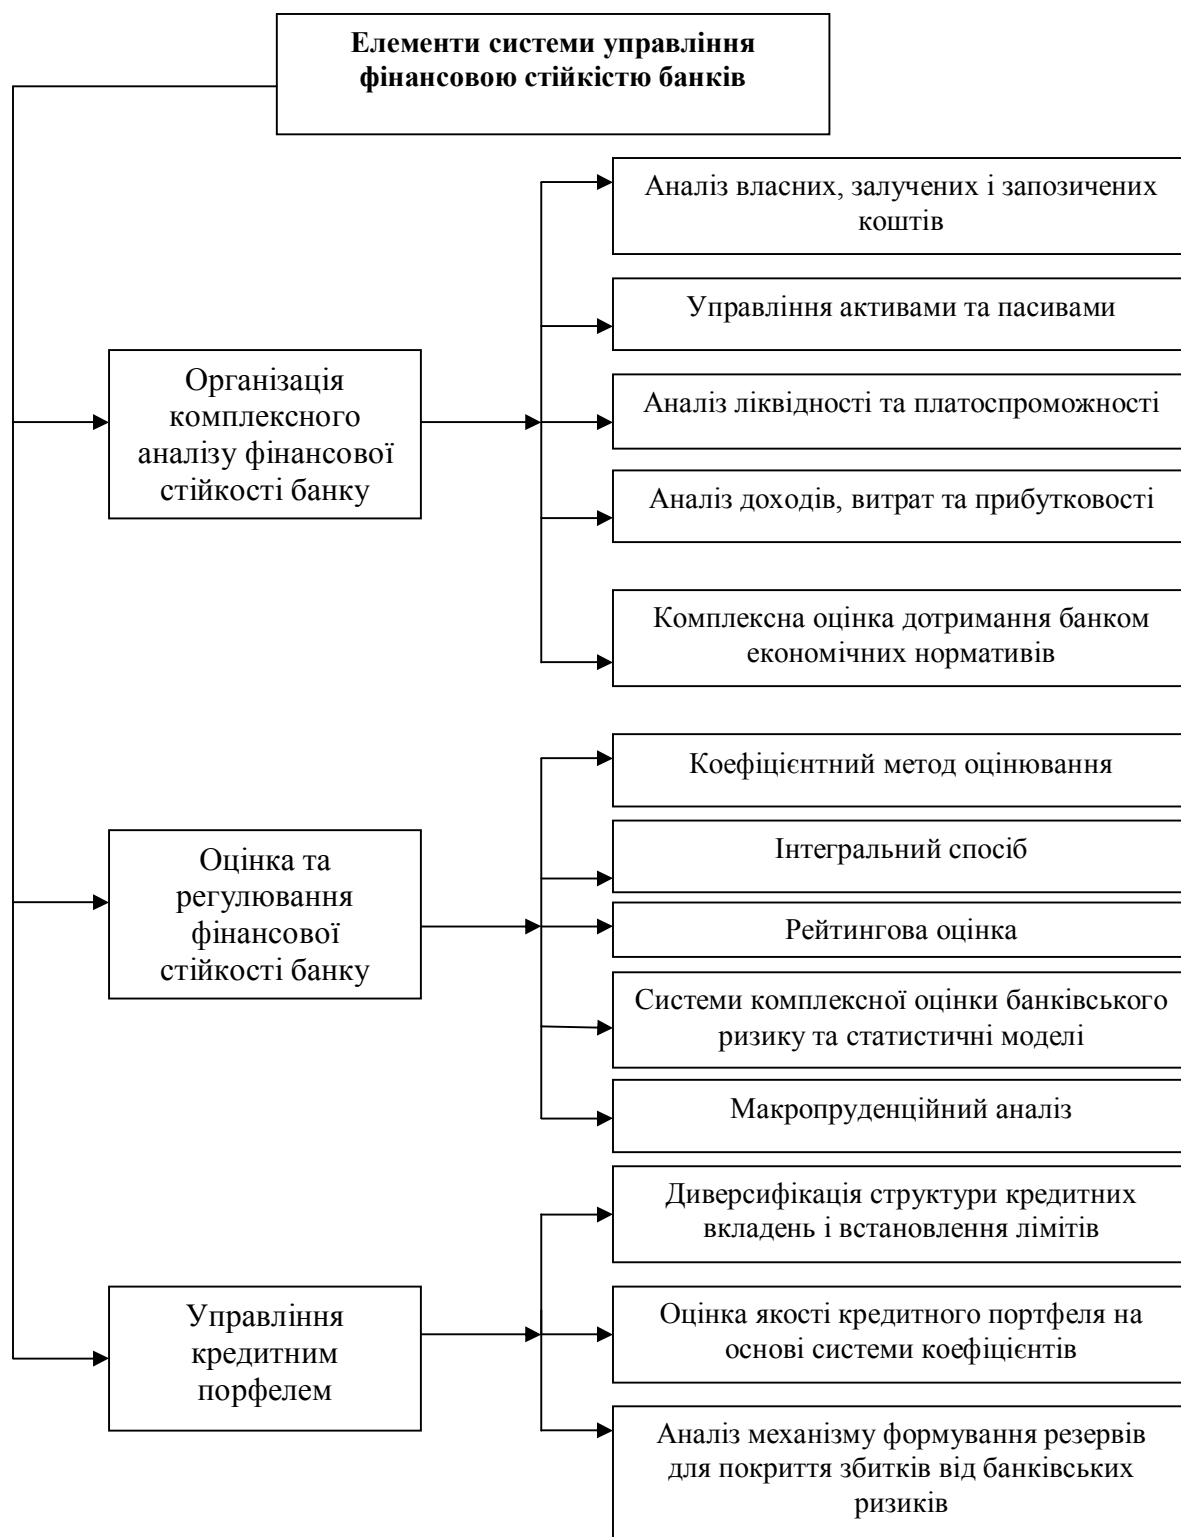 Елементи системи управління
фінансовою стійкістю банків
Організація
комплексного
аналізу фінансової
стійкості банку
Аналіз власних, залучених і запозичених
коштів
Управління активами та пасивами
Аналіз ліквідності та платоспроможності
Аналіз доходів, витрат та прибутковості
Комплексна оцінка дотримання банком
економічних нормативів
Оцінка та
регулювання
фінансової
стійкості банку
Коефіцієнтний метод оцінювання
Інтегральний спосіб
Рейтингова оцінка
Системи комплексної оцінки банківського
ризику та статистичні моделі
Макропруденційний аналіз
Управління
кредитним
порфелем
Диверсифікація структури кредитних
вкладень і встановлення лімітів
Оцінка якості кредитного портфеля на
основі системи коефіцієнтів
Аналіз механізму формування резервів
для покриття збитків від банківських
ризиків